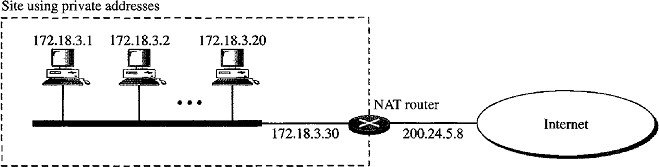 Site using private addresses
172.18.3.1
172.18.3.2
172.18.3.20
NAT router
172.18.3.30
200.24.5.8
Internet